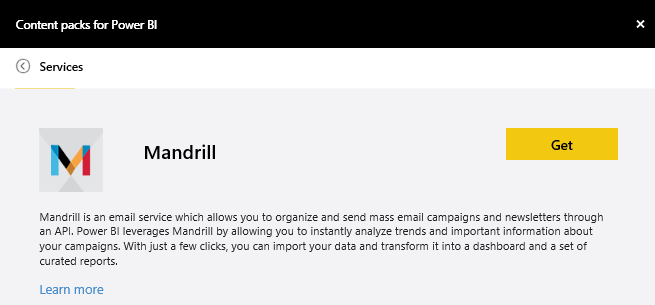 Content packs for Power BI
Services
Mandrill
Get
Mandrill is an email service which allows you to organize and send mass email campaigns and newsletters through
an API. Power BI leverages Mandrill by allowing you to instantly analyze trends and important information about
your campaigns. With just a few clicks, you can import your data and transform it into a dashboard and a set of
curated reports.
Learn more